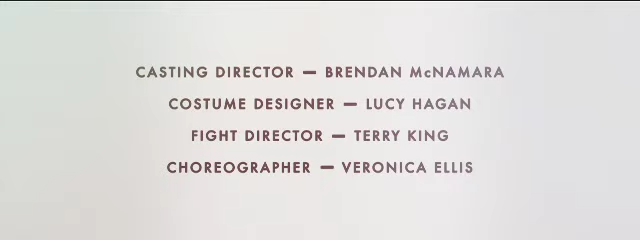 CASTING DIRECTOR — BRENDAN McNAMARA
COSTUME DESIGNER — LUCY HAGAN
FIGHT DIRECTOR — TERRY KING
CHOREOGRAPHER — VERONICA ELLIS